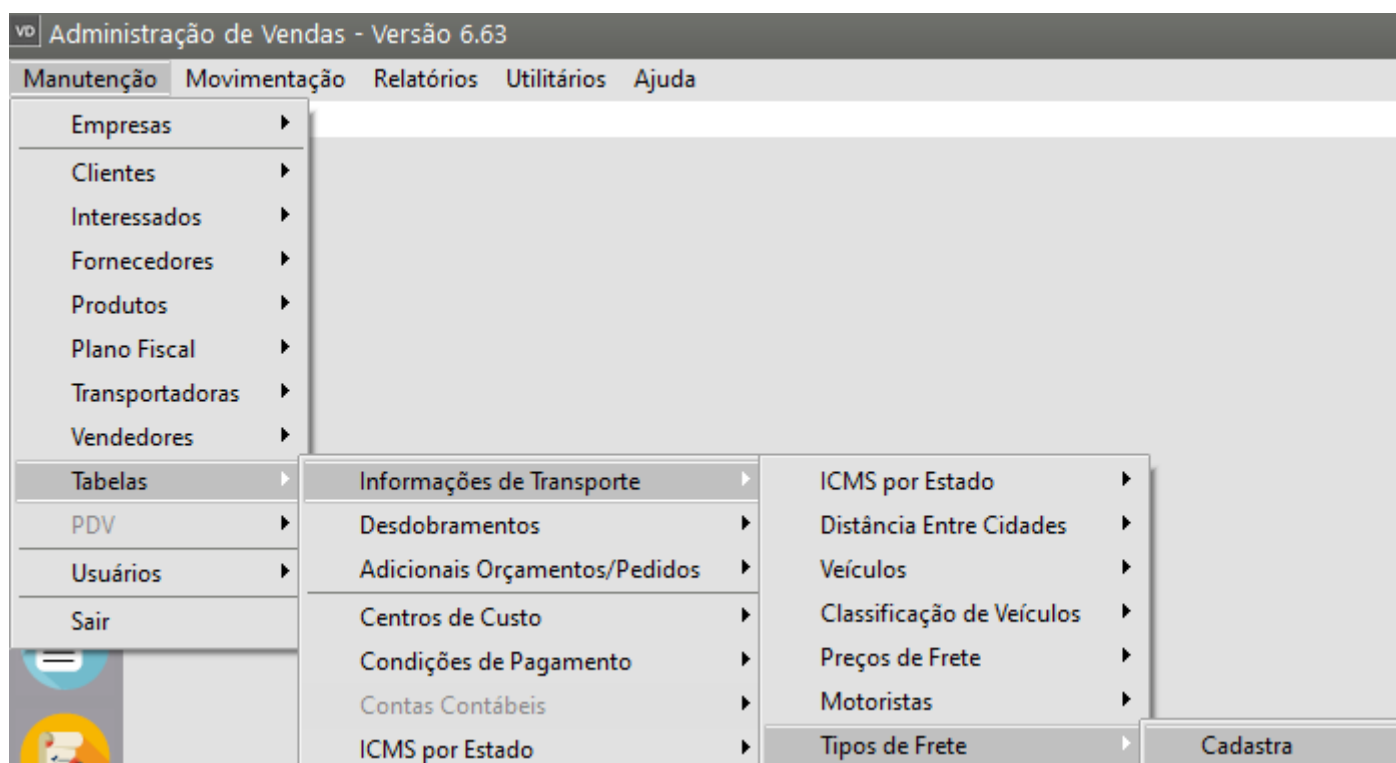 VD Administração de Vendas - Versão 6.63
Manutenção Movimentação Relatórios Utilitários Ajuda
Empresas
Clientes
Interessados
Fornecedores
Produtos
Plano Fiscal
Transportadoras
Vendedores
Tabelas
PDV
Usuários
Sair
Informações de Transporte
Desdobramentos
Adicionais Orçamentos/Pedidos
Centros de Custo
Condições de Pagamento
Contas Contábeis
ICMS por Estado
ICMS por Estado
Distância Entre Cidades
Veículos
Classificação de Veículos
Preços de Frete
Motoristas
Tipos de Frete
Cadastra